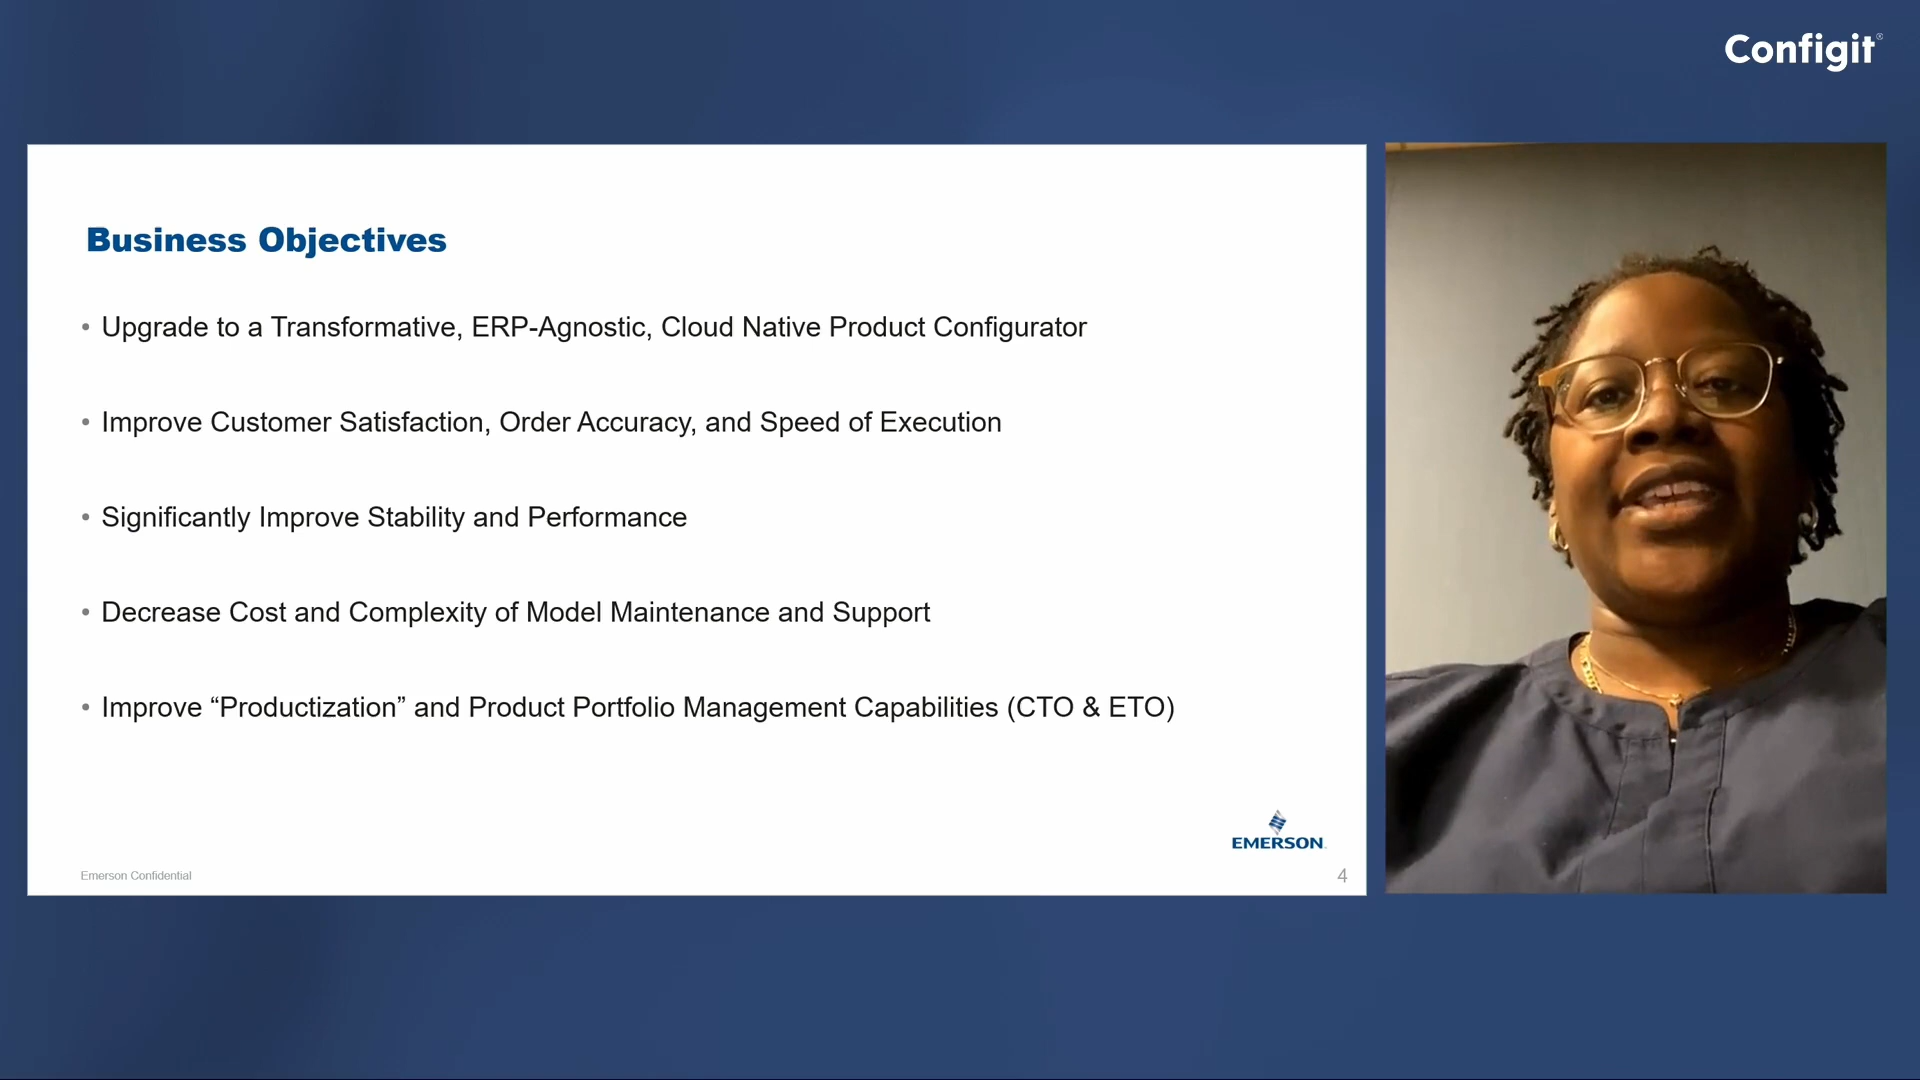 Configit®
Business Objectives
• Upgrade to a Transformative, ERP-Agnostic, Cloud Native Product Configurator
• Improve Customer Satisfaction, Order Accuracy, and Speed of Execution
• Significantly Improve Stability and Performance
• Decrease Cost and Complexity of Model Maintenance and Support
• Improve “Productization” and Product Portfolio Management Capabilities (CTO & ETO)
EMERSON
Emerson Confidential
4